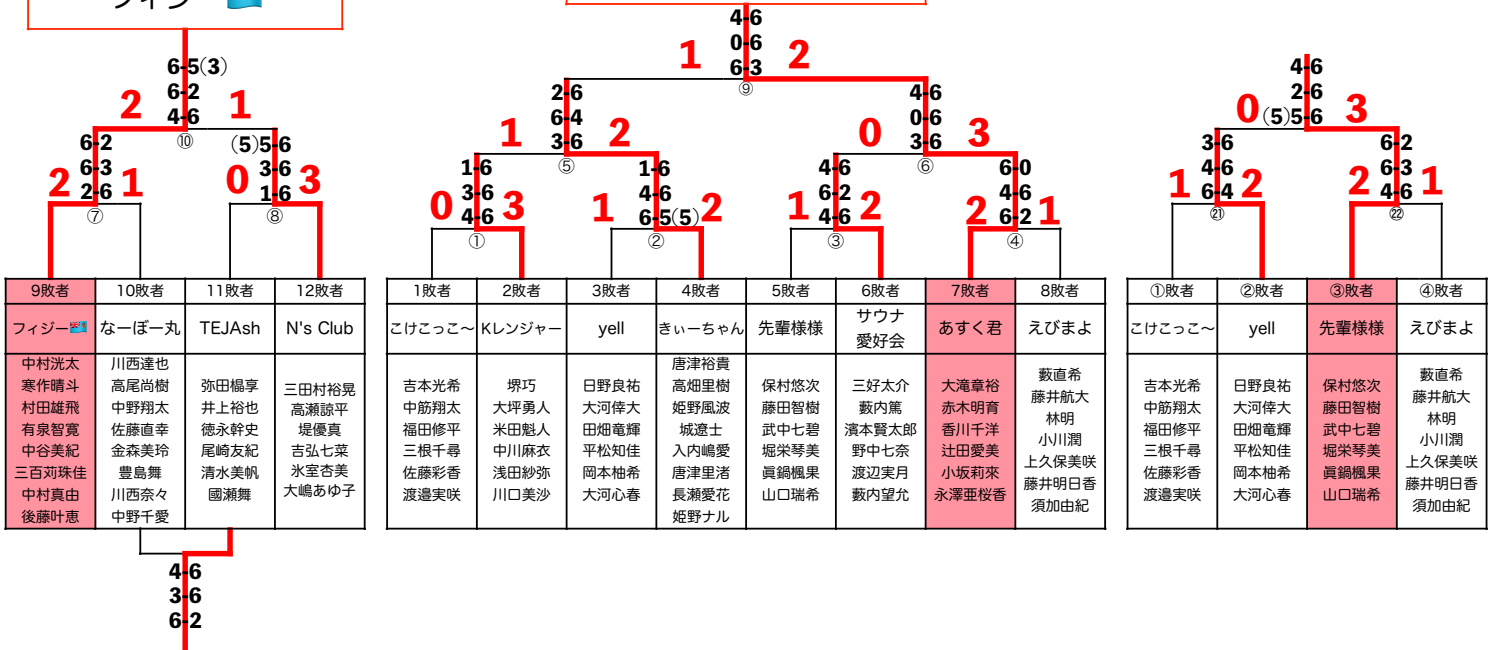 フィジー🇫🇯
6-5(3)
6-2
4-6
2
1
⑩
6-2
6-3
2-6
2
1
⑦
(5)5-6
3-6
1-6
0
3
⑧
9敗者
10敗者
11敗者
12敗者
フィジー🇫🇯
なーぼー丸
TEJAsh
N's Club
中村洸太
寒作晴斗
村田雄飛
有泉智寛
中谷美紀
三百苅珠佳
中村真由
後藤叶恵
川西達也
高尾尚樹
中野翔太
佐藤直幸
金森美玲
豊島舞
川西奈々
中野千愛
弥田榲享
井上裕也
徳永幹史
尾崎友紀
清水美帆
國瀬舞
三田村裕晃
高瀬諒平
堤優真
吉弘七菜
氷室杏美
大嶋あゆ子
4-6
3-6
6-2
4-6
0-6
6-3
1
2
⑨
2-6
6-4
3-6
1
2
⑤
4-6
0-6
3-6
0
3
⑥
1-6
3-6
4-6
0
3
①
1-6
4-6
6-5(5)
1
2
②
4-6
6-2
4-6
1
2
③
6-0
4-6
6-2
2
1
④
1敗者
2敗者
3敗者
4敗者
5敗者
6敗者
7敗者
8敗者
こけこっこ〜
Kレンジャー
yell
きぃーちゃん
先輩様様
サウナ
愛好会
あすく君
えびまよ
吉本光希
中筋翔太
福田修平
三根千尋
佐藤彩香
渡邉実咲
堺巧
大坪勇人
米田魁人
中川麻衣
浅田紗弥
川口美沙
日野良祐
大河倖大
田畑竜輝
平松知佳
岡本柚希
大河心春
唐津裕貴
高畑里樹
姫野風波
城遼士
入内嶋愛
唐津里渚
長瀬愛花
姫野ナル
保村悠次
藤田智樹
武中七碧
堀栄琴美
眞鍋楓果
山口瑞希
三好太介
藪内篤
濱本賢太郎
野中七奈
渡辺実月
藪内望允
大滝章裕
赤木明育
香川千洋
辻田愛美
小坂莉來
永澤亜桜香
藪直希
藤井航大
林明
小川潤
上久保美咲
藤井明日香
須加由紀
4-6
2-6
(5)5-6
0
3
3-6
4-6
6-4
1
2
㉑
6-2
6-3
4-6
2
1
㉒
①敗者
②敗者
③敗者
④敗者
こけこっこ〜
yell
先輩様様
えびまよ
吉本光希
中筋翔太
福田修平
三根千尋
佐藤彩香
渡邉実咲
日野良祐
大河倖大
田畑竜輝
平松知佳
岡本柚希
大河心春
保村悠次
藤田智樹
武中七碧
堀栄琴美
眞鍋楓果
山口瑞希
藪直希
藤井航大
林明
小川潤
上久保美咲
藤井明日香
須加由紀